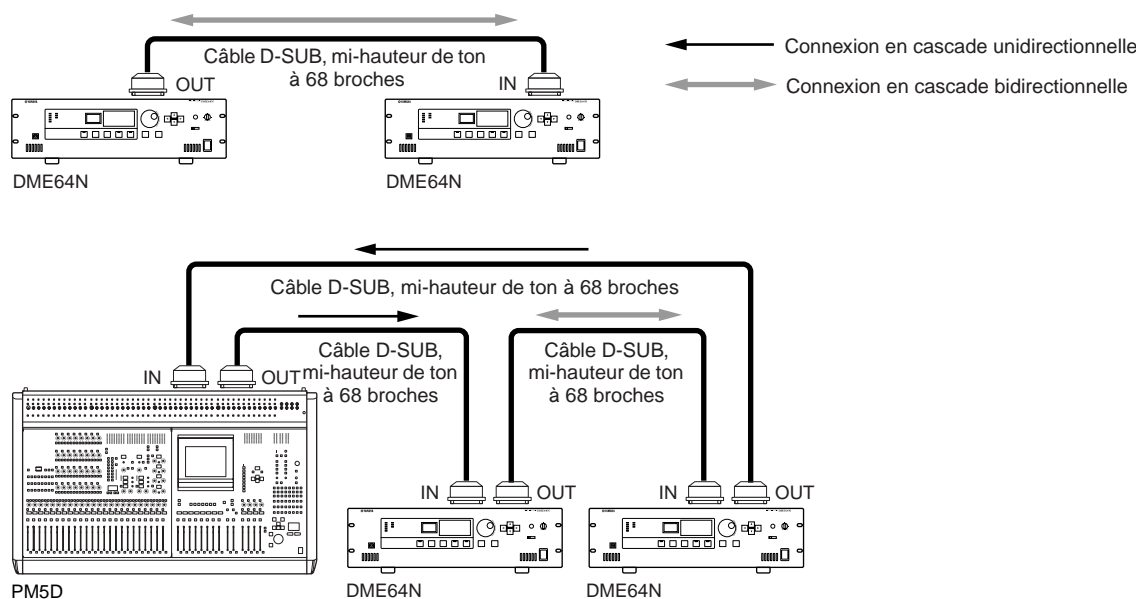 Câble D-SUB, mi-hauteur de ton
à 68 broches
OUT
IN
Connexion en cascade unidirectionnelle
Connexion en cascade bidirectionnelle
DME64N
DME64N
Câble D-SUB, mi-hauteur de ton à 68 broches
Câble D-SUB,
mi-hauteur de ton
à 68 broches
Câble D-SUB,
mi-hauteur de ton
à 68 broches
IN
OUT
IN
OUT
IN
OUT
PM5D
DME64N
DME64N